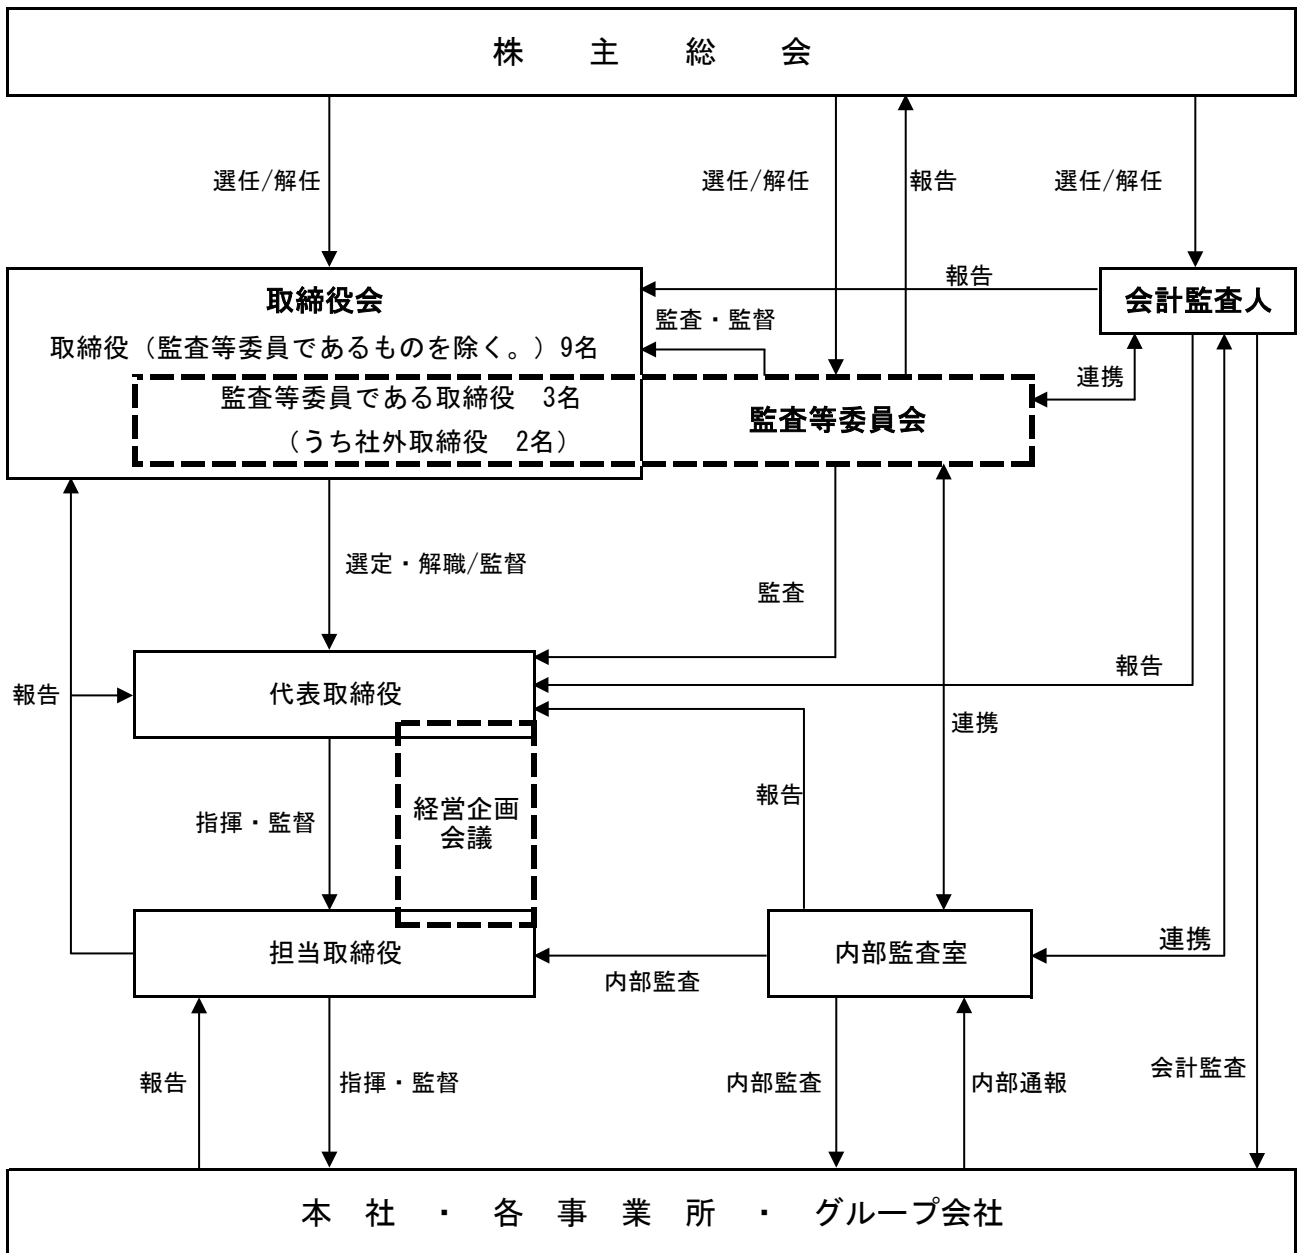 株　主　総　会
選任/解任
選任/解任
報告
選任/解任
報告
取締役会
会計監査人
監査・監督
取締役（監査等委員であるものを除く。）9名
連携
監査等委員である取締役　3名
監査等委員会
（うち社外取締役　2名）
選定・解職/監督
監査
報告
代表取締役
報告
連携
経営企画
会議
報告
指揮・監督
担当取締役
内部監査室
連携
内部監査
報告
指揮・監督
内部監査
内部通報
会計監査
本　社　・　各　事　業　所　・　グループ会社